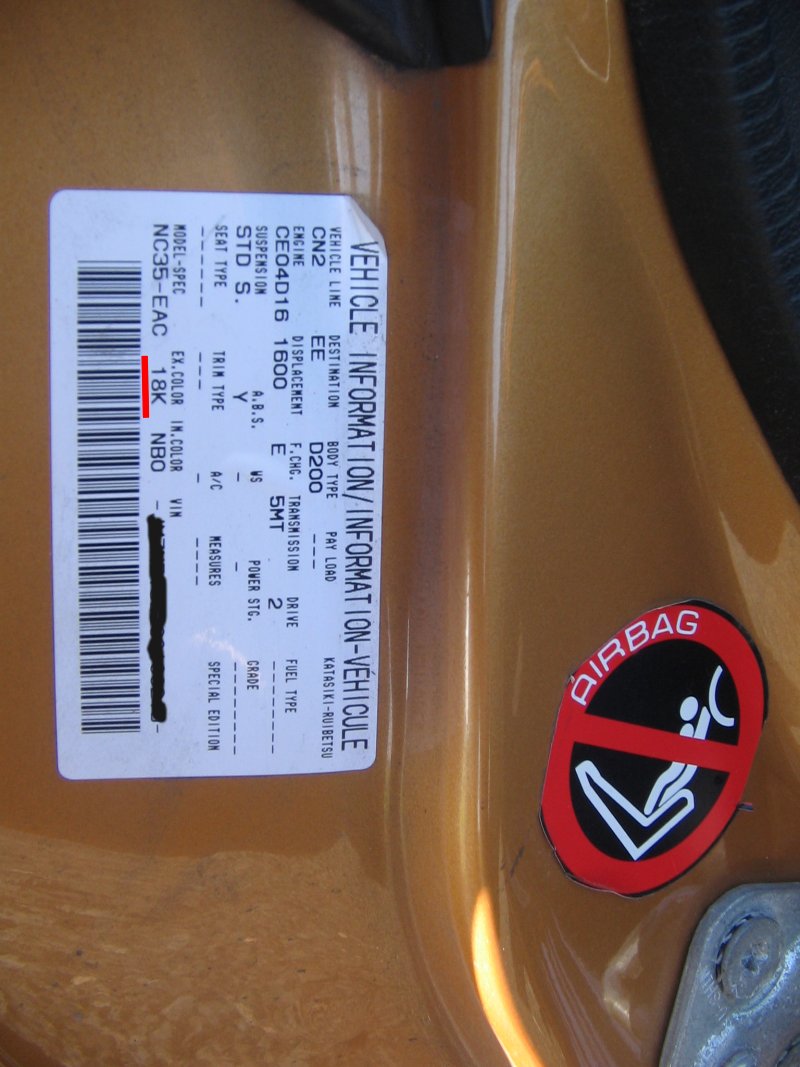 VEHICLE INFORMATION/INFORMATION-VÉHICULE
VEHICLE LINE DESTINATION BODY TYPE PAY LOAD KATASIKI-RUIBETSU
CN2 EE D200 ---
ENGINE DISPLACEMENT F.CHG. TRANSMISSION DRIVE FUEL TYPE
CE04D16 1600 E 5MT 2 ------
SUSPENSION A.B.S. WS POWER STG. GRADE
STD S. Y - - ------
SEAT TYPE TRIM TYPE A/C MEASURES SPECIAL EDITION
----- --- - ----
MODEL-SPEC EX.COLOR IN.COLOR VIN
NC35-EAC 18K NB0 - -
AIRBAG